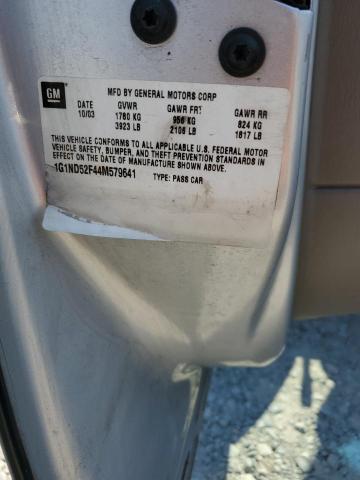 GM
MFD BY GENERAL MOTORS CORP
DATE GVWR GAWR FRT GAWR RR
10/03 1780 KG 956 KG 824 KG
3923 LB 2106 LB 1817 LB
THIS VEHICLE CONFORMS TO ALL APPLICABLE U.S. FEDERAL MOTOR
VEHICLE SAFETY, BUMPER, AND THEFT PREVENTION STANDARDS IN
EFFECT ON THE DATE OF MANUFACTURE SHOWN ABOVE.
1G1ND52F44M579641 TYPE: PASS CAR